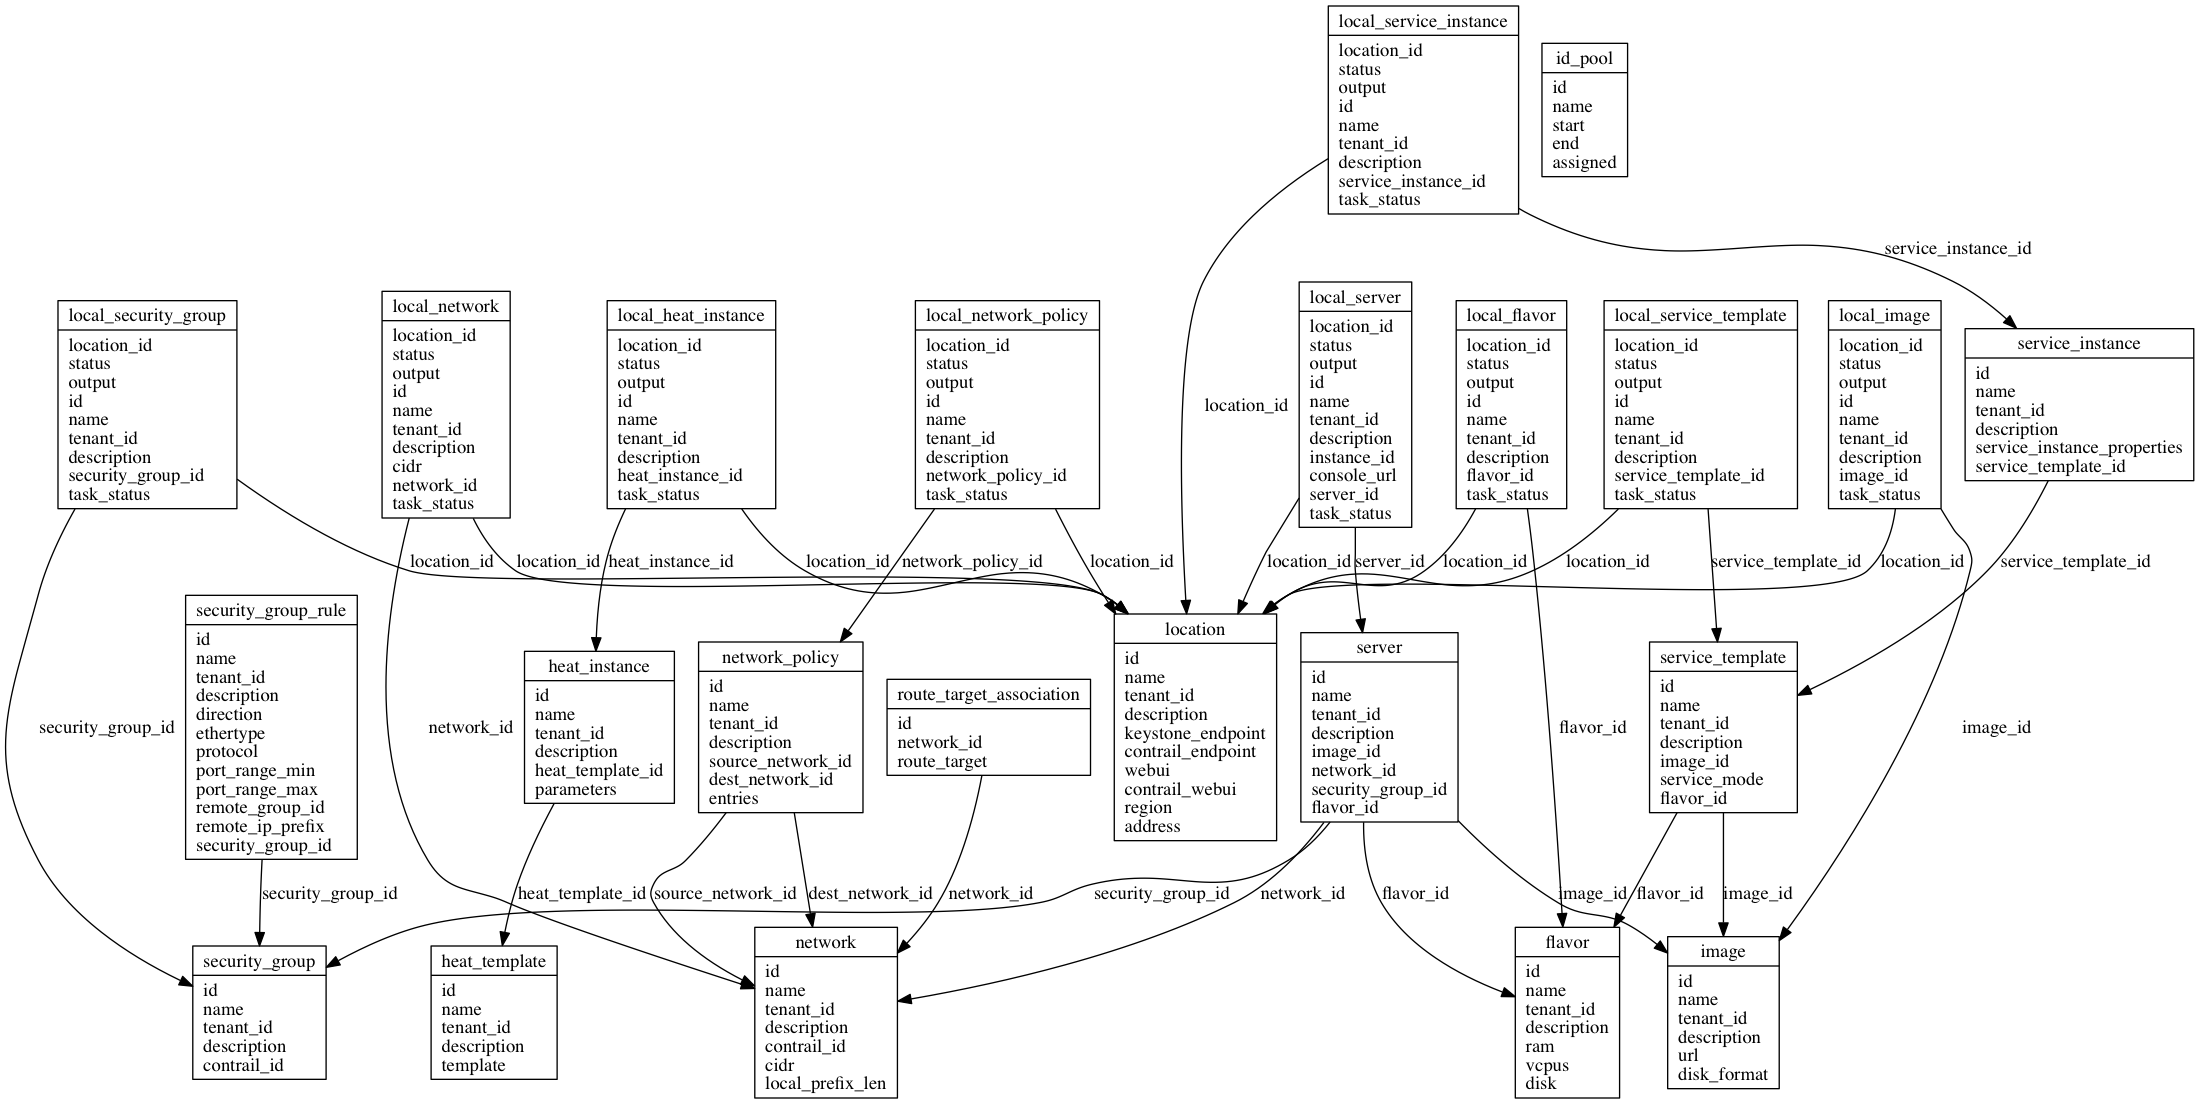 local_service_instance
location_id
status
output
id
name
tenant_id
description
service_instance_id
task_status
id_pool
id
name
start
end
assigned
service_instance_id
local_security_group
location_id
status
output
id
name
tenant_id
description
security_group_id
task_status
local_network
location_id
status
output
id
name
tenant_id
description
cidr
network_id
task_status
local_heat_instance
location_id
status
output
id
name
tenant_id
description
heat_instance_id
task_status
local_network_policy
location_id
status
output
id
name
tenant_id
description
network_policy_id
task_status
location_id
local_server
location_id
status
output
id
name
tenant_id
description
instance_id
console_url
server_id
task_status
local_flavor
location_id
status
output
id
name
tenant_id
description
flavor_id
task_status
local_service_template
location_id
status
output
id
name
tenant_id
description
service_template_id
task_status
local_image
location_id
status
output
id
name
tenant_id
description
image_id
task_status
service_instance
id
name
tenant_id
description
service_instance_properties
service_template_id
location_id
location_id
heat_instance_id
location_id
network_policy_id
location_id
location_id
server_id
location_id
location_id
service_template_id
location_id
service_template_id
security_group_id
security_group_rule
id
name
tenant_id
description
direction
ethertype
protocol
port_range_min
port_range_max
remote_group_id
remote_ip_prefix
security_group_id
network_id
heat_instance
id
name
tenant_id
description
heat_template_id
parameters
network_policy
id
name
tenant_id
description
source_network_id
dest_network_id
entries
route_target_association
id
network_id
route_target
location
id
name
tenant_id
description
keystone_endpoint
contrail_endpoint
webui
contrail_webui
region
address
server
id
name
tenant_id
description
image_id
network_id
security_group_id
flavor_id
flavor_id
service_template
id
name
tenant_id
description
image_id
service_mode
flavor_id
image_id
security_group_id
heat_template_id
source_network_id
dest_network_id
network_id
security_group_id
network_id
flavor_id
image_id
flavor_id
image_id
security_group
id
name
tenant_id
description
contrail_id
heat_template
id
name
tenant_id
description
template
network
id
name
tenant_id
description
contrail_id
cidr
local_prefix_len
flavor
id
name
tenant_id
description
ram
vcpus
disk
image
id
name
tenant_id
description
url
disk_format